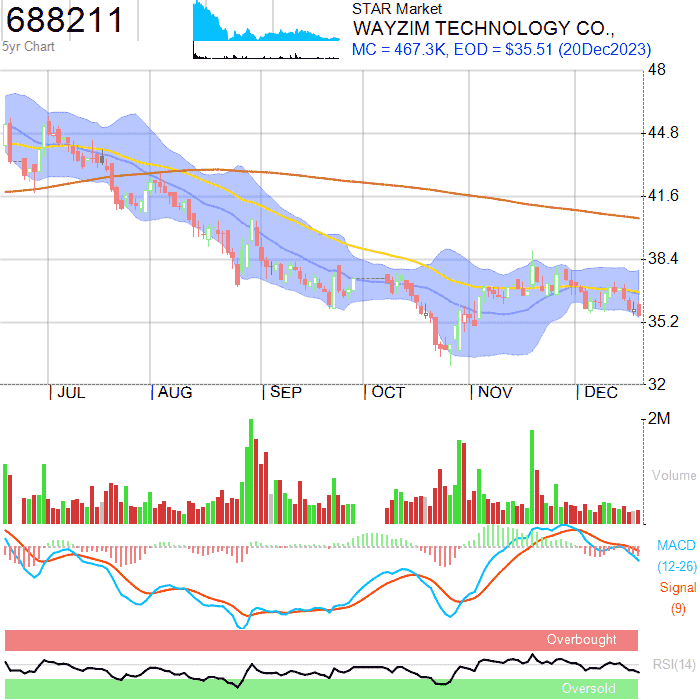 688211
5yr Chart
STAR Market
WAYZIM TECHNOLOGY CO.,
MC = 467.3K, EOD = $35.51 (20Dec2023)
48
44.8
41.6
38.4
35.2
32
JUL AUG SEP OCT NOV DEC
2M
Volume
MACD
(12-26)
Signal
(9)
Overbought
RSI(14)
Oversold